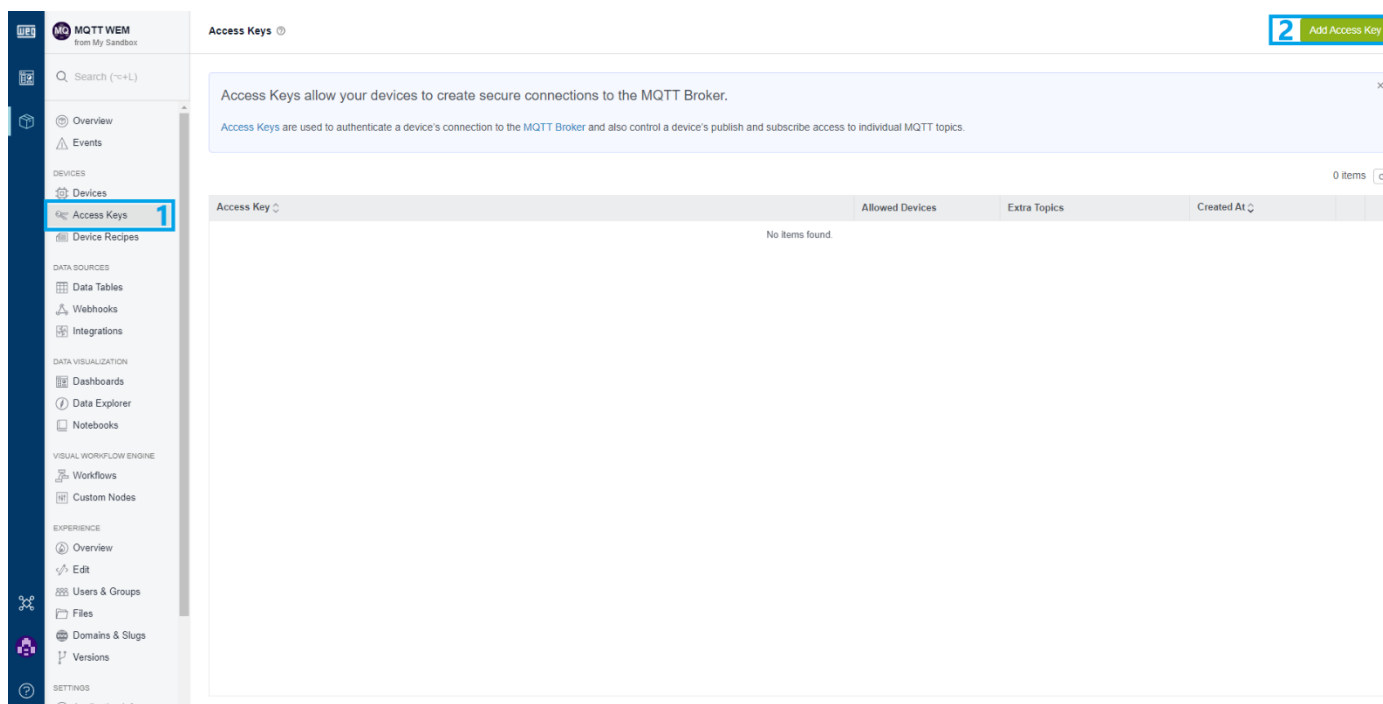 weg
MQ MQTT WEM
from My Sandbox
Search (⌥+L)
Overview
Events
DEVICES
Devices
Access Keys 1
Device Recipes
DATA SOURCES
Data Tables
Webhooks
Integrations
DATA VISUALIZATION
Dashboards
Data Explorer
Notebooks
VISUAL WORKFLOW ENGINE
Workflows
Custom Nodes
EXPERIENCE
Overview
Edit
Users & Groups
Files
Domains & Slugs
Versions
SETTINGS
Access Keys ?
2 Add Access Key
Access Keys allow your devices to create secure connections to the MQTT Broker.
Access Keys are used to authenticate a device's connection to the MQTT Broker and also control a device's publish and subscribe access to individual MQTT topics.
0 items
Access Key Allowed Devices Extra Topics Created At
No items found.